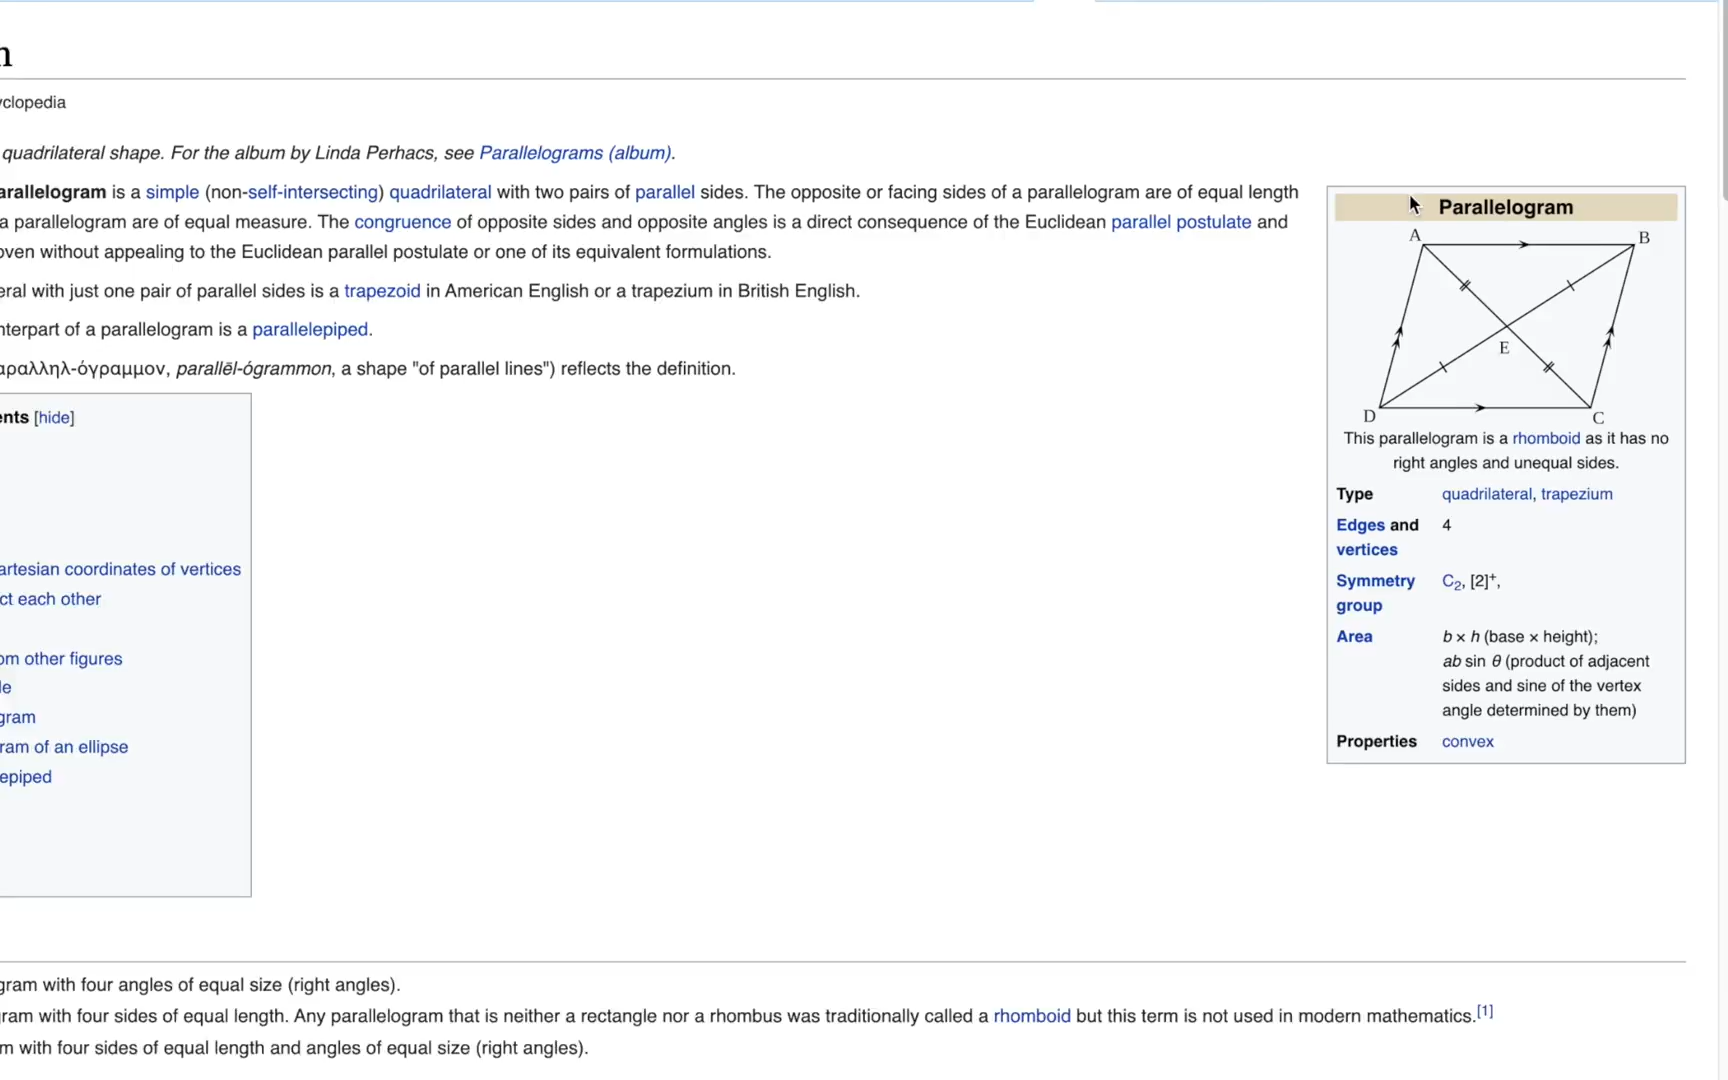 n
yclopedia
quadrilateral shape. For the album by Linda Perhacs, see Parallelograms (album).
arallelogram is a simple (non-self-intersecting) quadrilateral with two pairs of parallel sides. The opposite or facing sides of a parallelogram are of equal length
a parallelogram are of equal measure. The congruence of opposite sides and opposite angles is a direct consequence of the Euclidean parallel postulate and
oven without appealing to the Euclidean parallel postulate or one of its equivalent formulations.
eral with just one pair of parallel sides is a trapezoid in American English or a trapezium in British English.
nterpart of a parallelogram is a parallelepiped.
αραλληλ-όγραμμον, parallēl-ógrammon, a shape "of parallel lines") reflects the definition.
ents [hide]
artesian coordinates of vertices
ct each other
om other figures
le
gram
ram of an ellipse
epiped
Parallelogram
A B
E
D C
This parallelogram is a rhomboid as it has no
right angles and unequal sides.
Type quadrilateral, trapezium
Edges and 4
vertices
Symmetry C₂, [2]⁺,
group
Area b × h (base × height);
ab sin θ (product of adjacent
sides and sine of the vertex
angle determined by them)
Properties convex
gram with four angles of equal size (right angles).
ram with four sides of equal length. Any parallelogram that is neither a rectangle nor a rhombus was traditionally called a rhomboid but this term is not used in modern mathematics.[1]
m with four sides of equal length and angles of equal size (right angles).